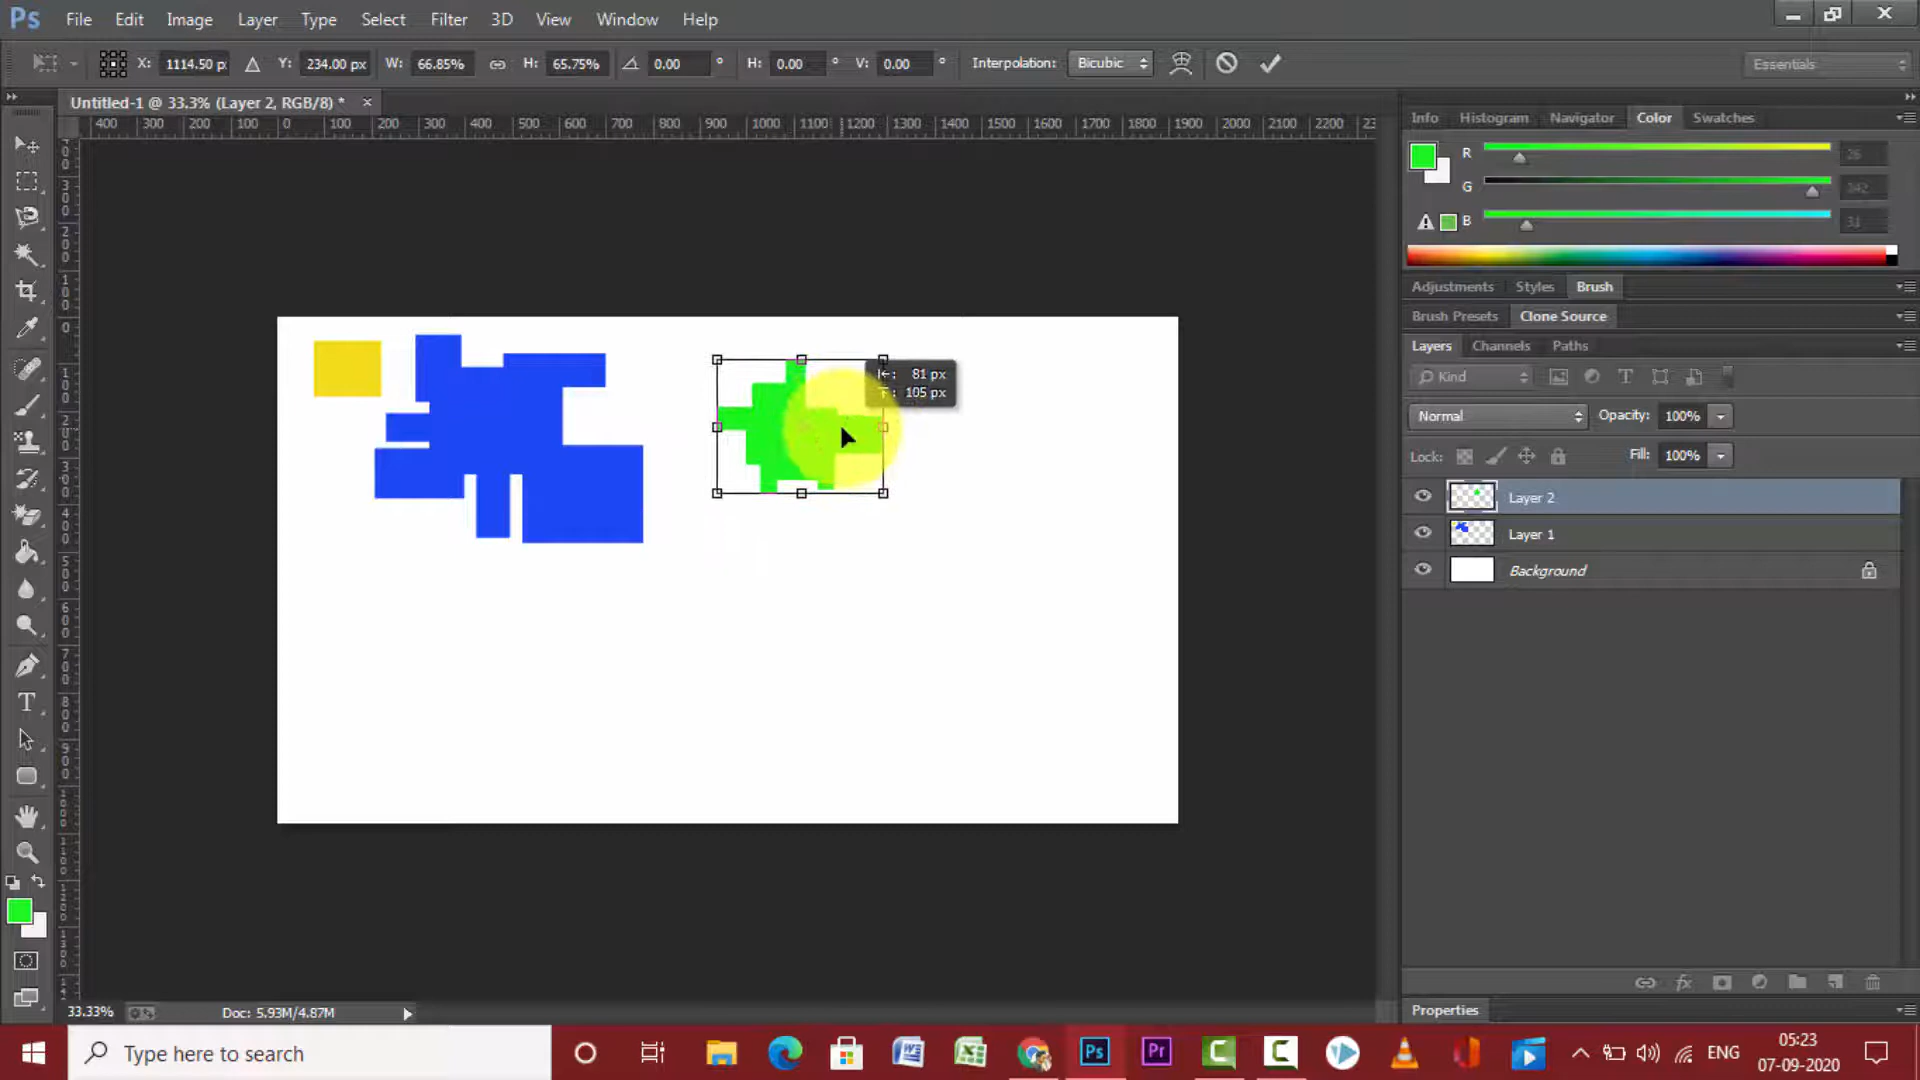 Ps File Edit Image Layer Type Select Filter 3D View Window Help
X: 1114.50 p Y: 234.00 px W: 66.85% H: 65.75% 0.00 ° H: 0.00 ° V: 0.00 ° Interpolation: Bicubic Essentials
Untitled-1 @ 33.3% (Layer 2, RGB/8) * ×
400 300 200 100 0 100 200 300 400 500 600 700 800 900 1000 1100 1200 1300 1400 1500 1600 1700 1800 1900 2000 2100 2200 23
Info Histogram Navigator Color Swatches
R 26
G 242
B 31
Adjustments Styles Brush
Brush Presets Clone Source
Layers Channels Paths
Kind
Normal Opacity: 100%
Lock: Fill: 100%
Layer 2
Layer 1
Background
81 px
105 px
33.33% Doc: 5.93M/4.87M
Properties
Type here to search
Ps Pr ENG
05:23
07-09-2020